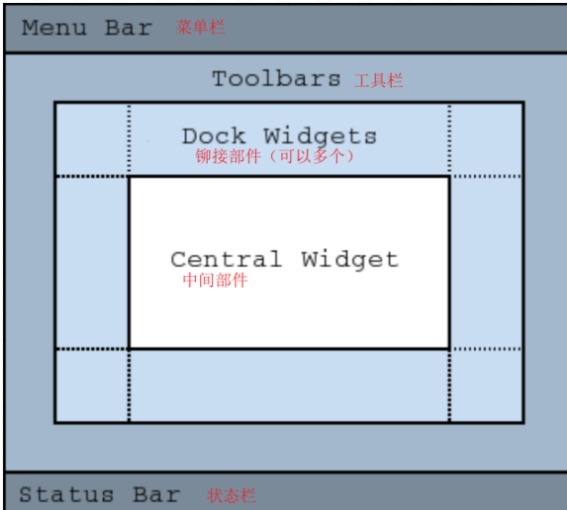 Menu Bar 菜单栏
Toolbars 工具栏
Dock Widgets
铆接部件（可以多个）
Central Widget
中间部件
Status Bar 状态栏